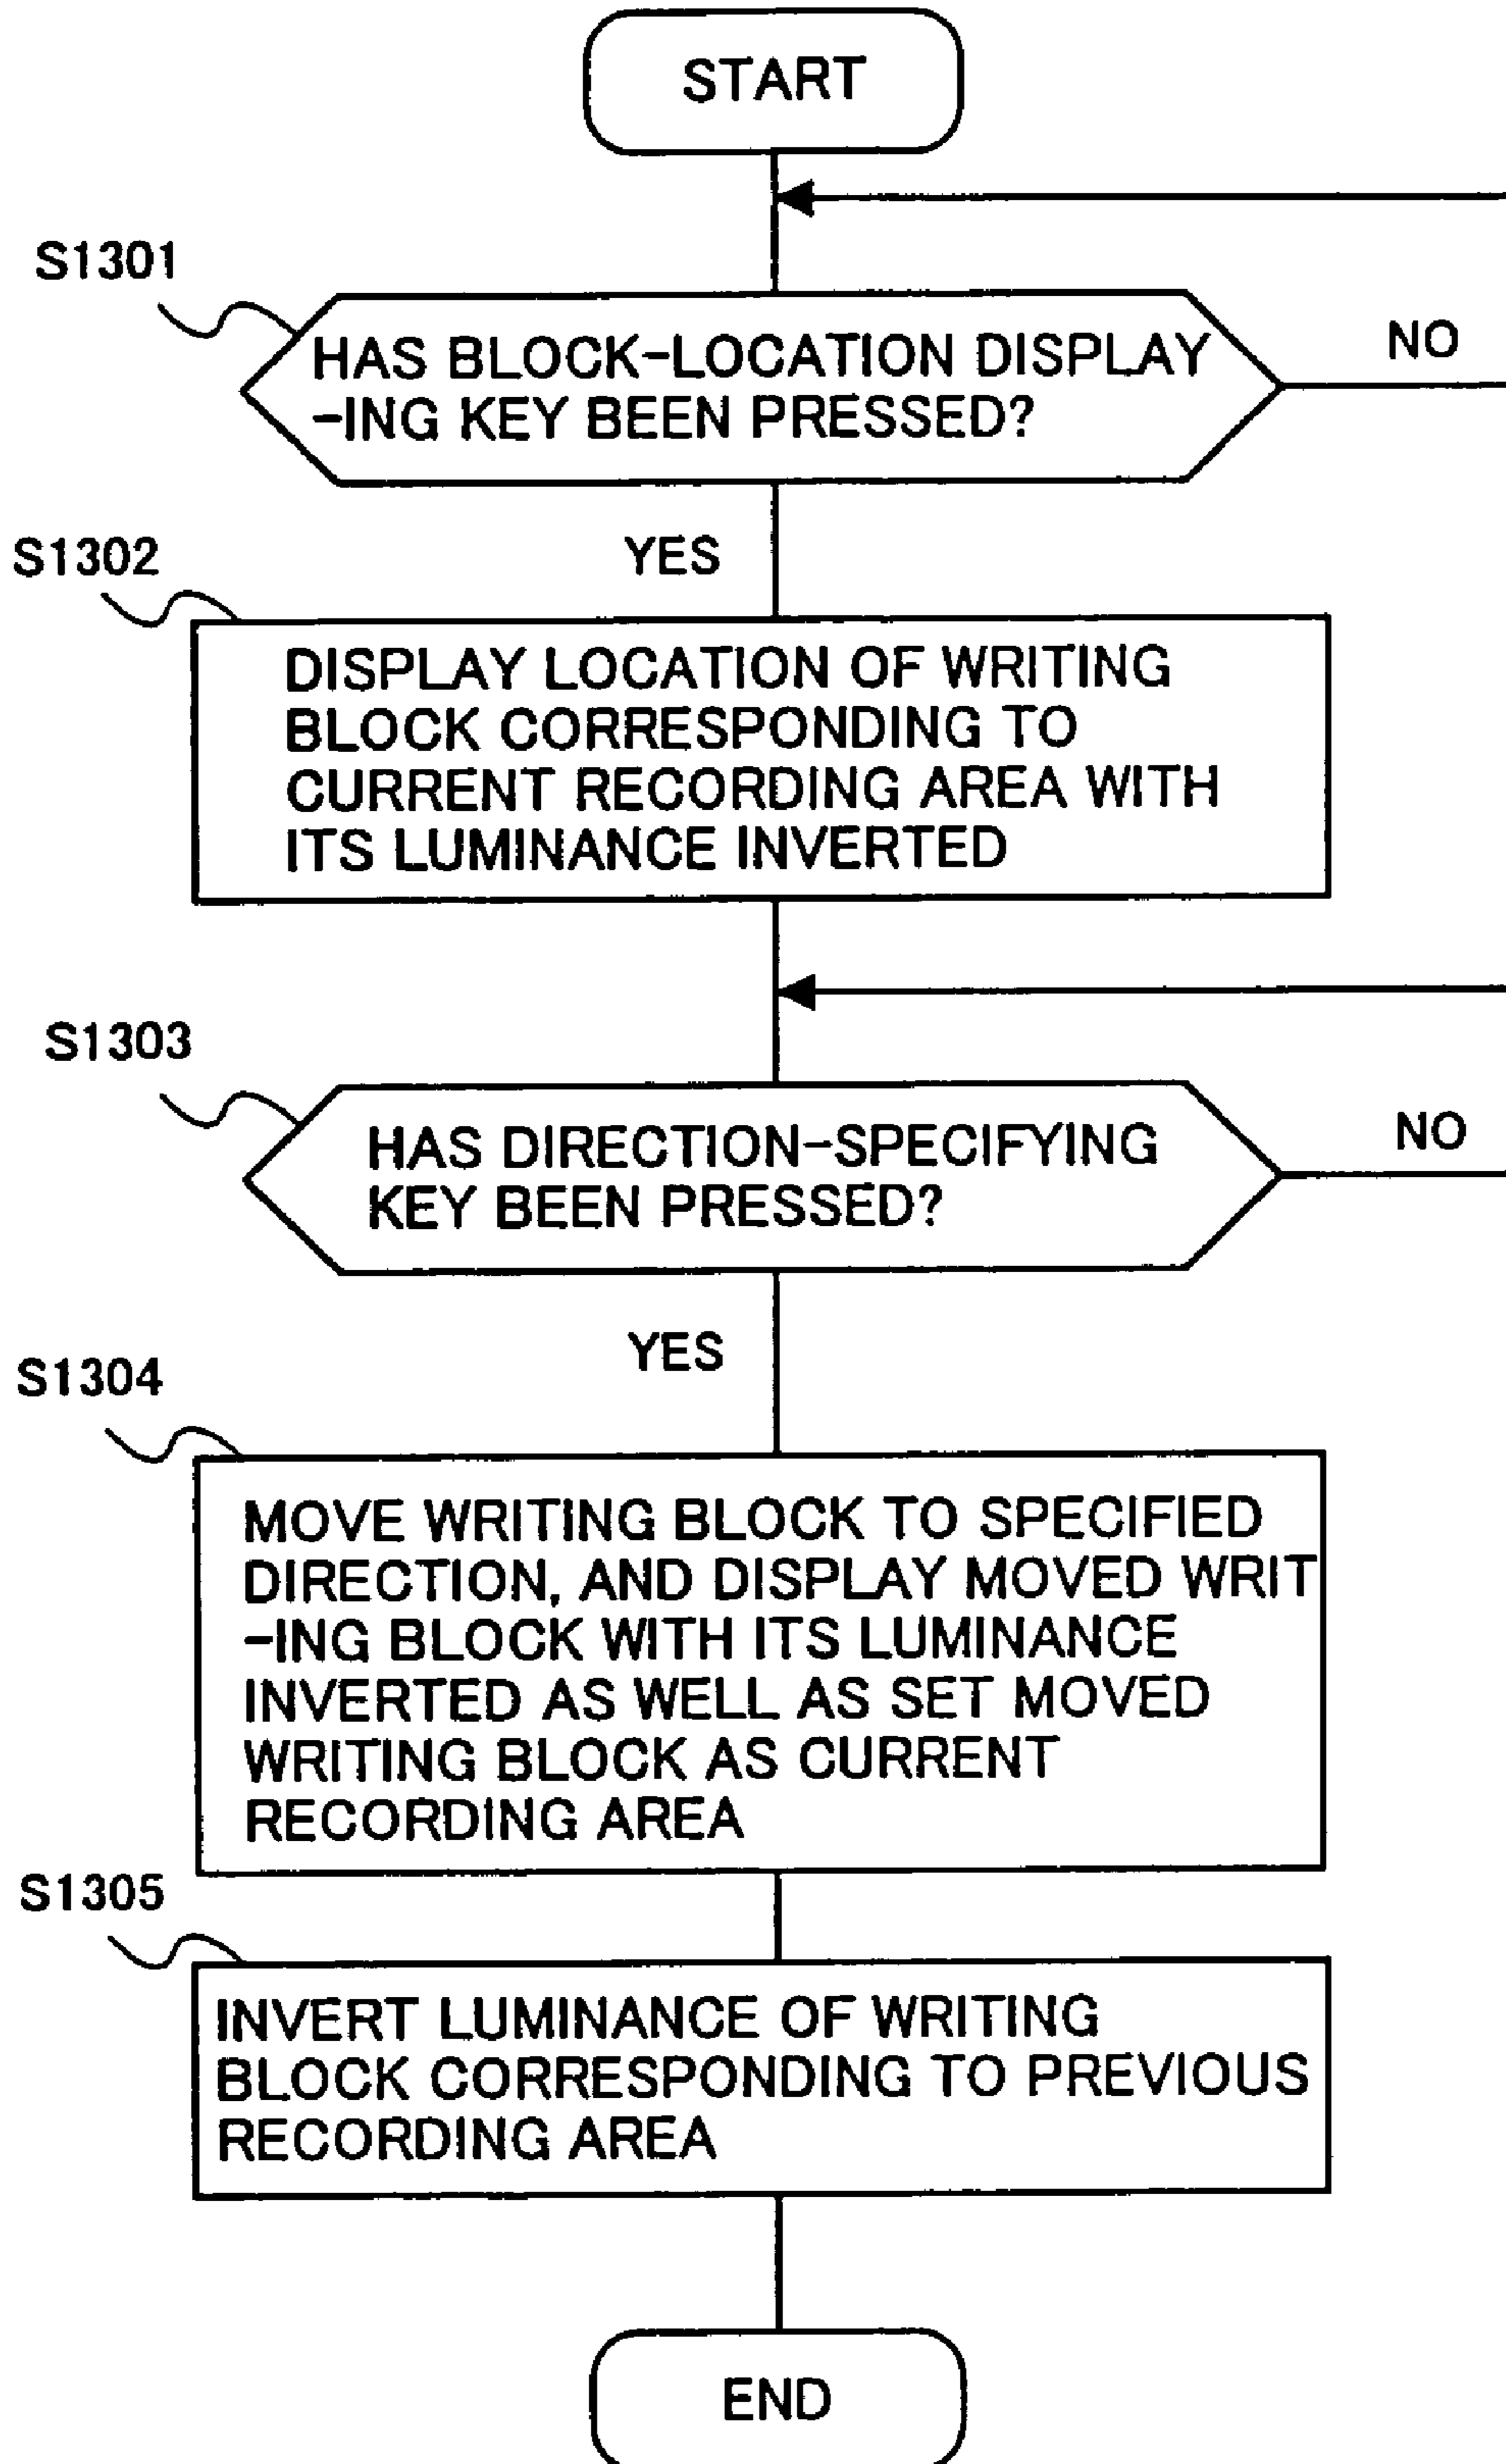 START
S1301
HAS BLOCK-LOCATION DISPLAY
-ING KEY BEEN PRESSED?
NO
YES
S1302
DISPLAY LOCATION OF WRITING
BLOCK CORRESPONDING TO
CURRENT RECORDING AREA WITH
ITS LUMINANCE INVERTED
S1303
HAS DIRECTION-SPECIFYING
KEY BEEN PRESSED?
NO
YES
S1304
MOVE WRITING BLOCK TO SPECIFIED
DIRECTION, AND DISPLAY MOVED WRIT
-ING BLOCK WITH ITS LUMINANCE
INVERTED AS WELL AS SET MOVED
WRITING BLOCK AS CURRENT
RECORDING AREA
S1305
INVERT LUMINANCE OF WRITING
BLOCK CORRESPONDING TO PREVIOUS
RECORDING AREA
END